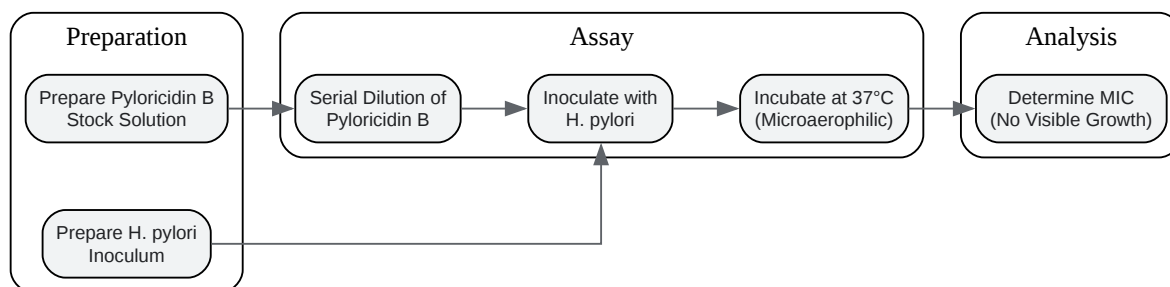 Preparation
Prepare Pyloricidin B
Stock Solution
Prepare H. pylori
Inoculum
Assay
Serial Dilution of
Pyloricidin B
Inoculate with
H. pylori
Incubate at 37°C
(Microaerophilic)
Analysis
Determine MIC
(No Visible Growth)